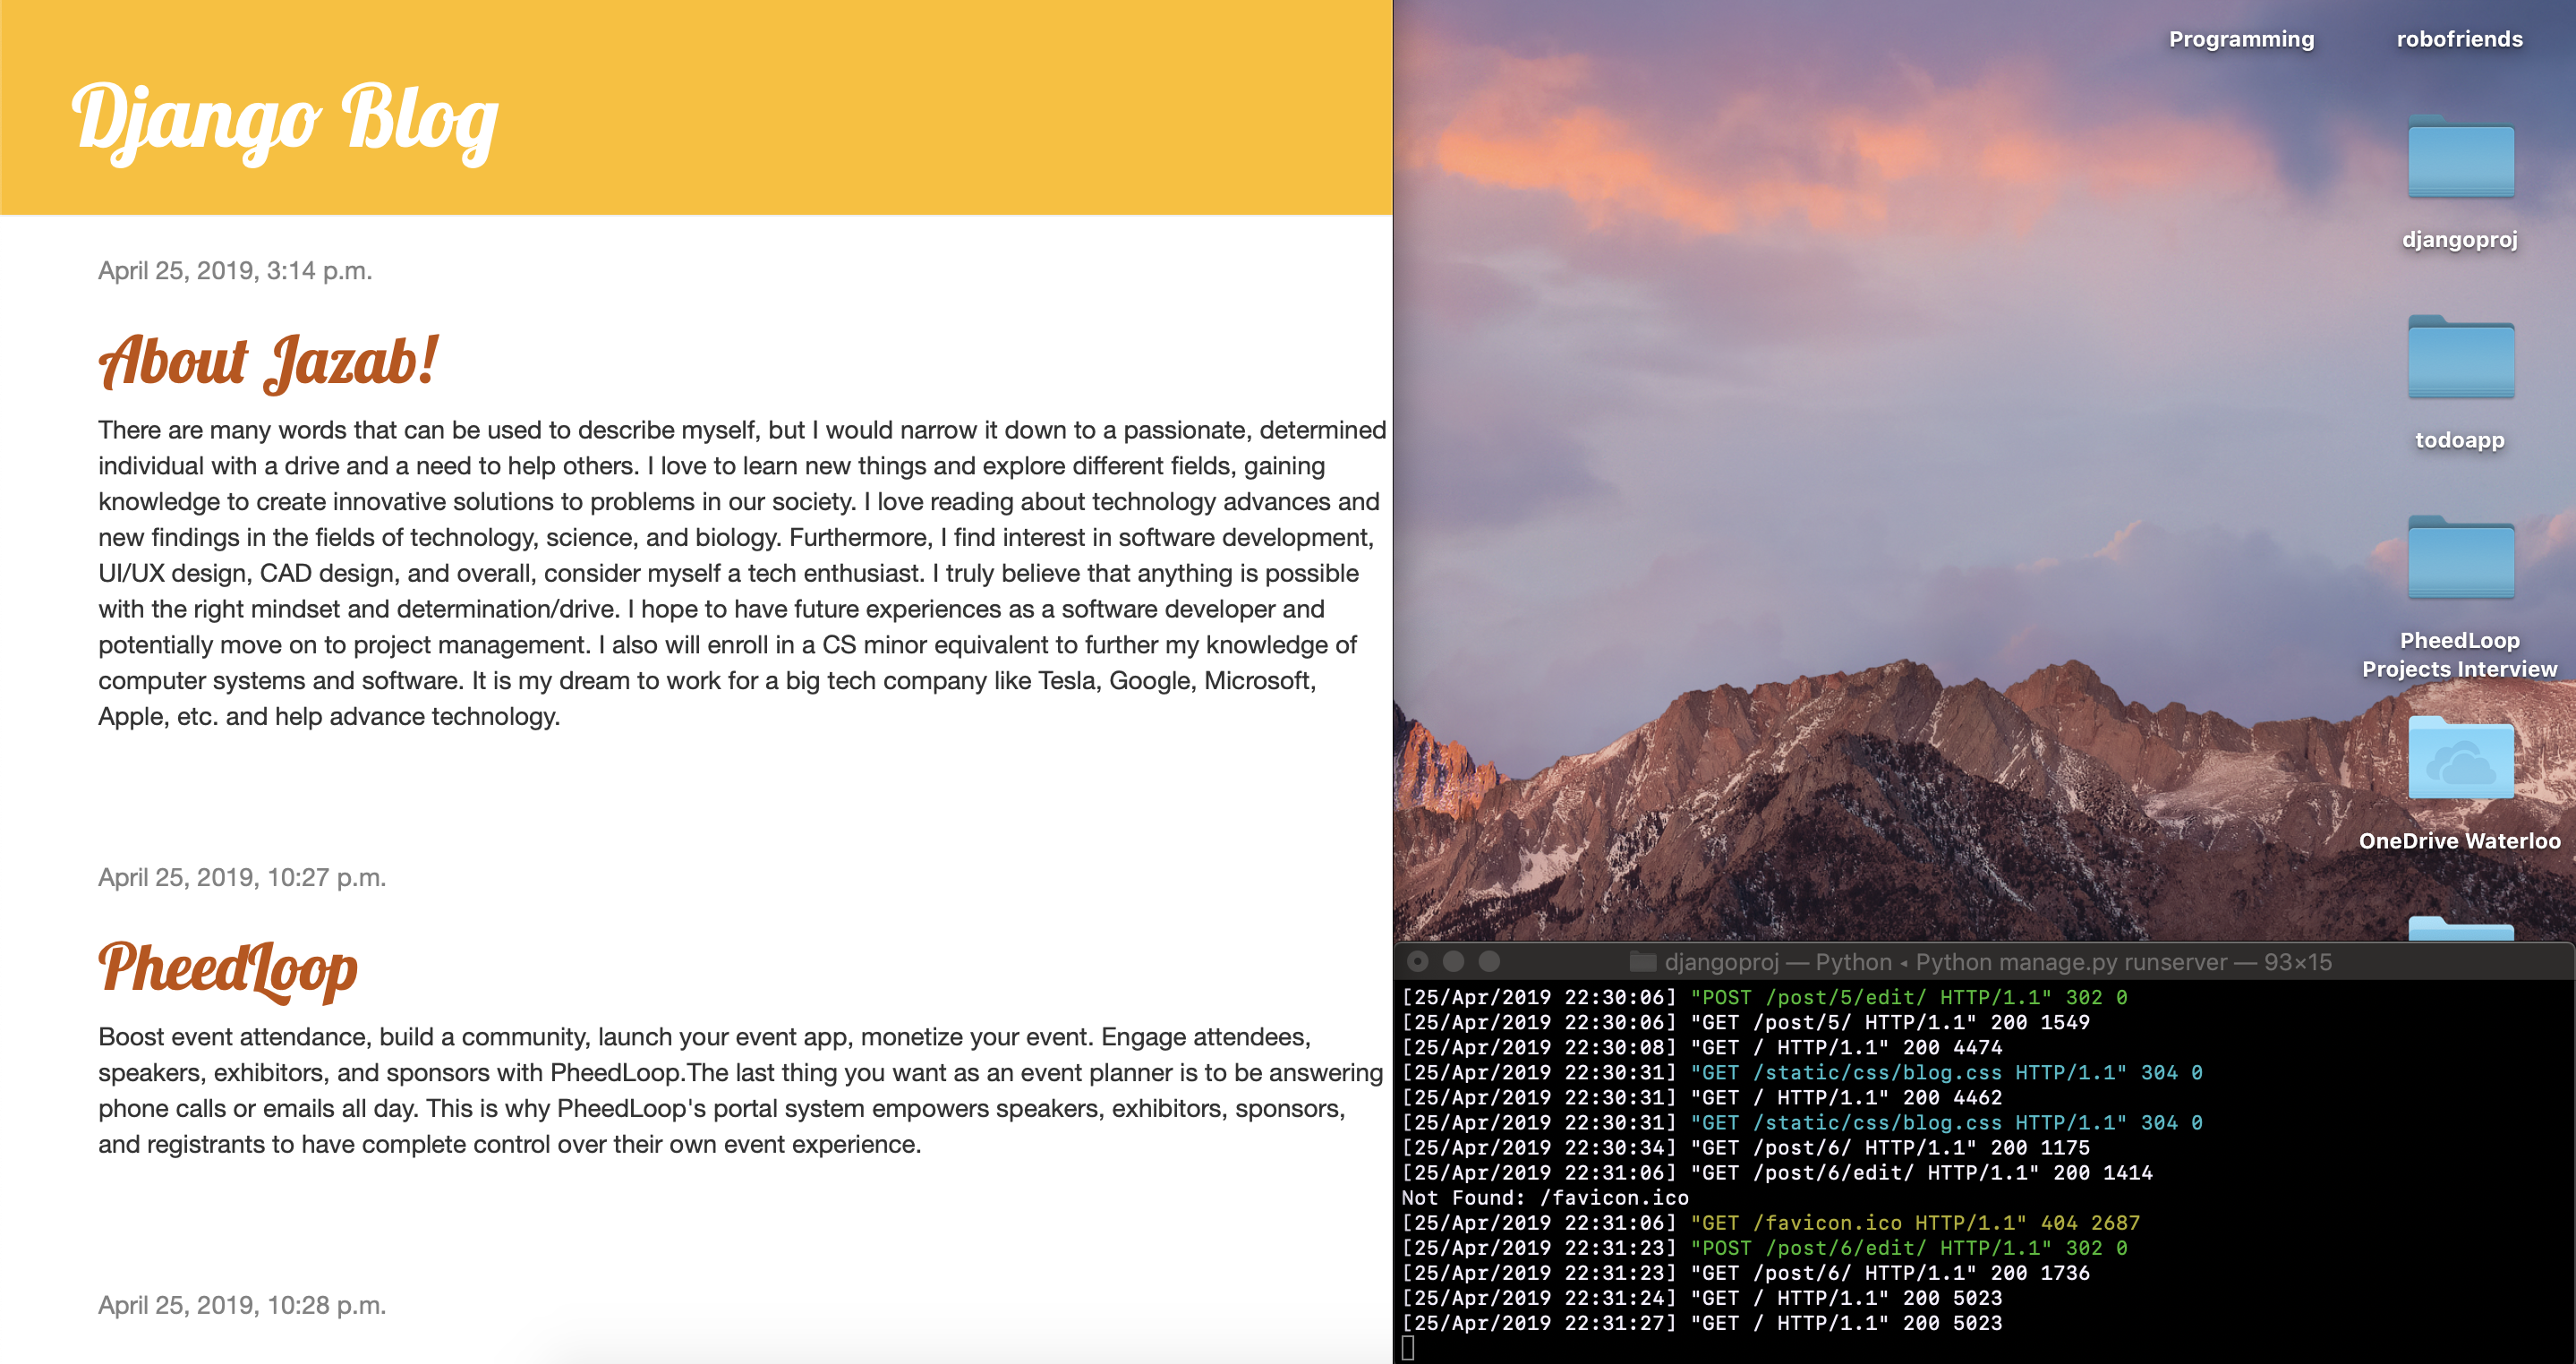 Django Blog
April 25, 2019, 3:14 p.m.
About Jazab!
There are many words that can be used to describe myself, but I would narrow it down to a passionate, determined
individual with a drive and a need to help others. I love to learn new things and explore different fields, gaining
knowledge to create innovative solutions to problems in our society. I love reading about technology advances and
new findings in the fields of technology, science, and biology. Furthermore, I find interest in software development,
UI/UX design, CAD design, and overall, consider myself a tech enthusiast. I truly believe that anything is possible
with the right mindset and determination/drive. I hope to have future experiences as a software developer and
potentially move on to project management. I also will enroll in a CS minor equivalent to further my knowledge of
computer systems and software. It is my dream to work for a big tech company like Tesla, Google, Microsoft,
Apple, etc. and help advance technology.
April 25, 2019, 10:27 p.m.
PheedLoop
Boost event attendance, build a community, launch your event app, monetize your event. Engage attendees,
speakers, exhibitors, and sponsors with PheedLoop.The last thing you want as an event planner is to be answering
phone calls or emails all day. This is why PheedLoop's portal system empowers speakers, exhibitors, sponsors,
and registrants to have complete control over their own event experience.
April 25, 2019, 10:28 p.m.
Programming
robofriends
djangoproj
todoapp
PheedLoop
Projects Interview
OneDrive Waterloo
djangoproj — Python ◂ Python manage.py runserver — 93×15
[25/Apr/2019 22:30:06] "POST /post/5/edit/ HTTP/1.1" 302 0
[25/Apr/2019 22:30:06] "GET /post/5/ HTTP/1.1" 200 1549
[25/Apr/2019 22:30:08] "GET / HTTP/1.1" 200 4474
[25/Apr/2019 22:30:31] "GET /static/css/blog.css HTTP/1.1" 304 0
[25/Apr/2019 22:30:31] "GET / HTTP/1.1" 200 4462
[25/Apr/2019 22:30:31] "GET /static/css/blog.css HTTP/1.1" 304 0
[25/Apr/2019 22:30:34] "GET /post/6/ HTTP/1.1" 200 1175
[25/Apr/2019 22:31:06] "GET /post/6/edit/ HTTP/1.1" 200 1414
Not Found: /favicon.ico
[25/Apr/2019 22:31:06] "GET /favicon.ico HTTP/1.1" 404 2687
[25/Apr/2019 22:31:23] "POST /post/6/edit/ HTTP/1.1" 302 0
[25/Apr/2019 22:31:23] "GET /post/6/ HTTP/1.1" 200 1736
[25/Apr/2019 22:31:24] "GET / HTTP/1.1" 200 5023
[25/Apr/2019 22:31:27] "GET / HTTP/1.1" 200 5023